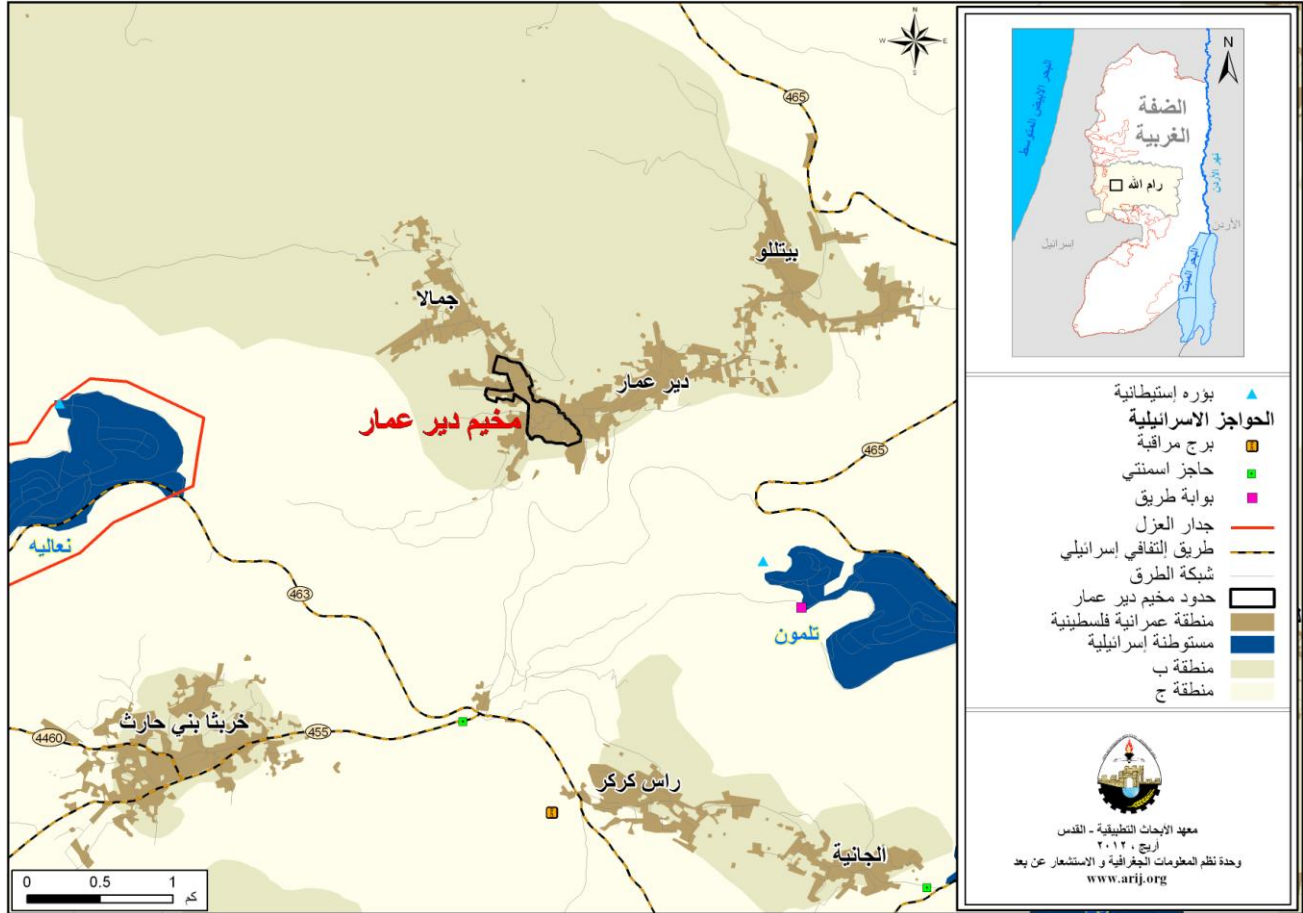 N
W E
S
465
بيتللو
جمالا
دير عمار
مخيم دير عمار
465
نعاليه
463
تلمون
خربثا بني حارث
4460
455
راس كركر
الجانية
0 0.5 1
كم
N
البحر الابيض المتوسط
الضفة
الغربية
نهر الأردن
رام الله
الأردن
إسرائيل
البحر الميت
بؤره إستيطانية
الحواجز الاسرائيلية
برج مراقبة
حاجز اسمنتي
بوابة طريق
جدار العزل
طريق إلتفافي إسرائيلي
شبكة الطرق
حدود مخيم دير عمار
منطقة عمرانية فلسطينية
مستوطنة إسرائيلية
منطقة ب
منطقة ج
معهد الأبحاث التطبيقية - القدس
أريج ، ٢٠١٢
وحدة نظم المعلومات الجغرافية و الاستشعار عن بعد
www.arij.org